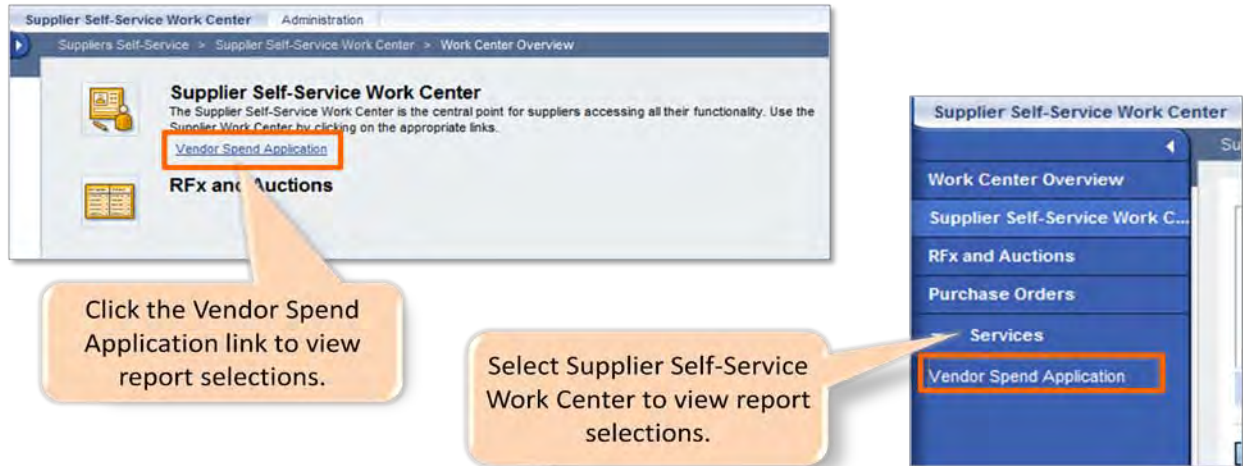 Supplier Self-Service Work Center Administration
Suppliers Self-Service > Supplier Self-Service Work Center > Work Center Overview
Supplier Self-Service Work Center
The Supplier Self-Service Work Center is the central point for suppliers accessing all their functionality. Use the
Supplier Work Center by clicking on the appropriate links.
Vendor Spend Application
RFx and Auctions
Click the Vendor Spend
Application link to view
report selections.
Select Supplier Self-Service
Work Center to view report
selections.
Supplier Self-Service Work Center
Su
Work Center Overview
Supplier Self-Service Work C...
RFx and Auctions
Purchase Orders
Services
Vendor Spend Application